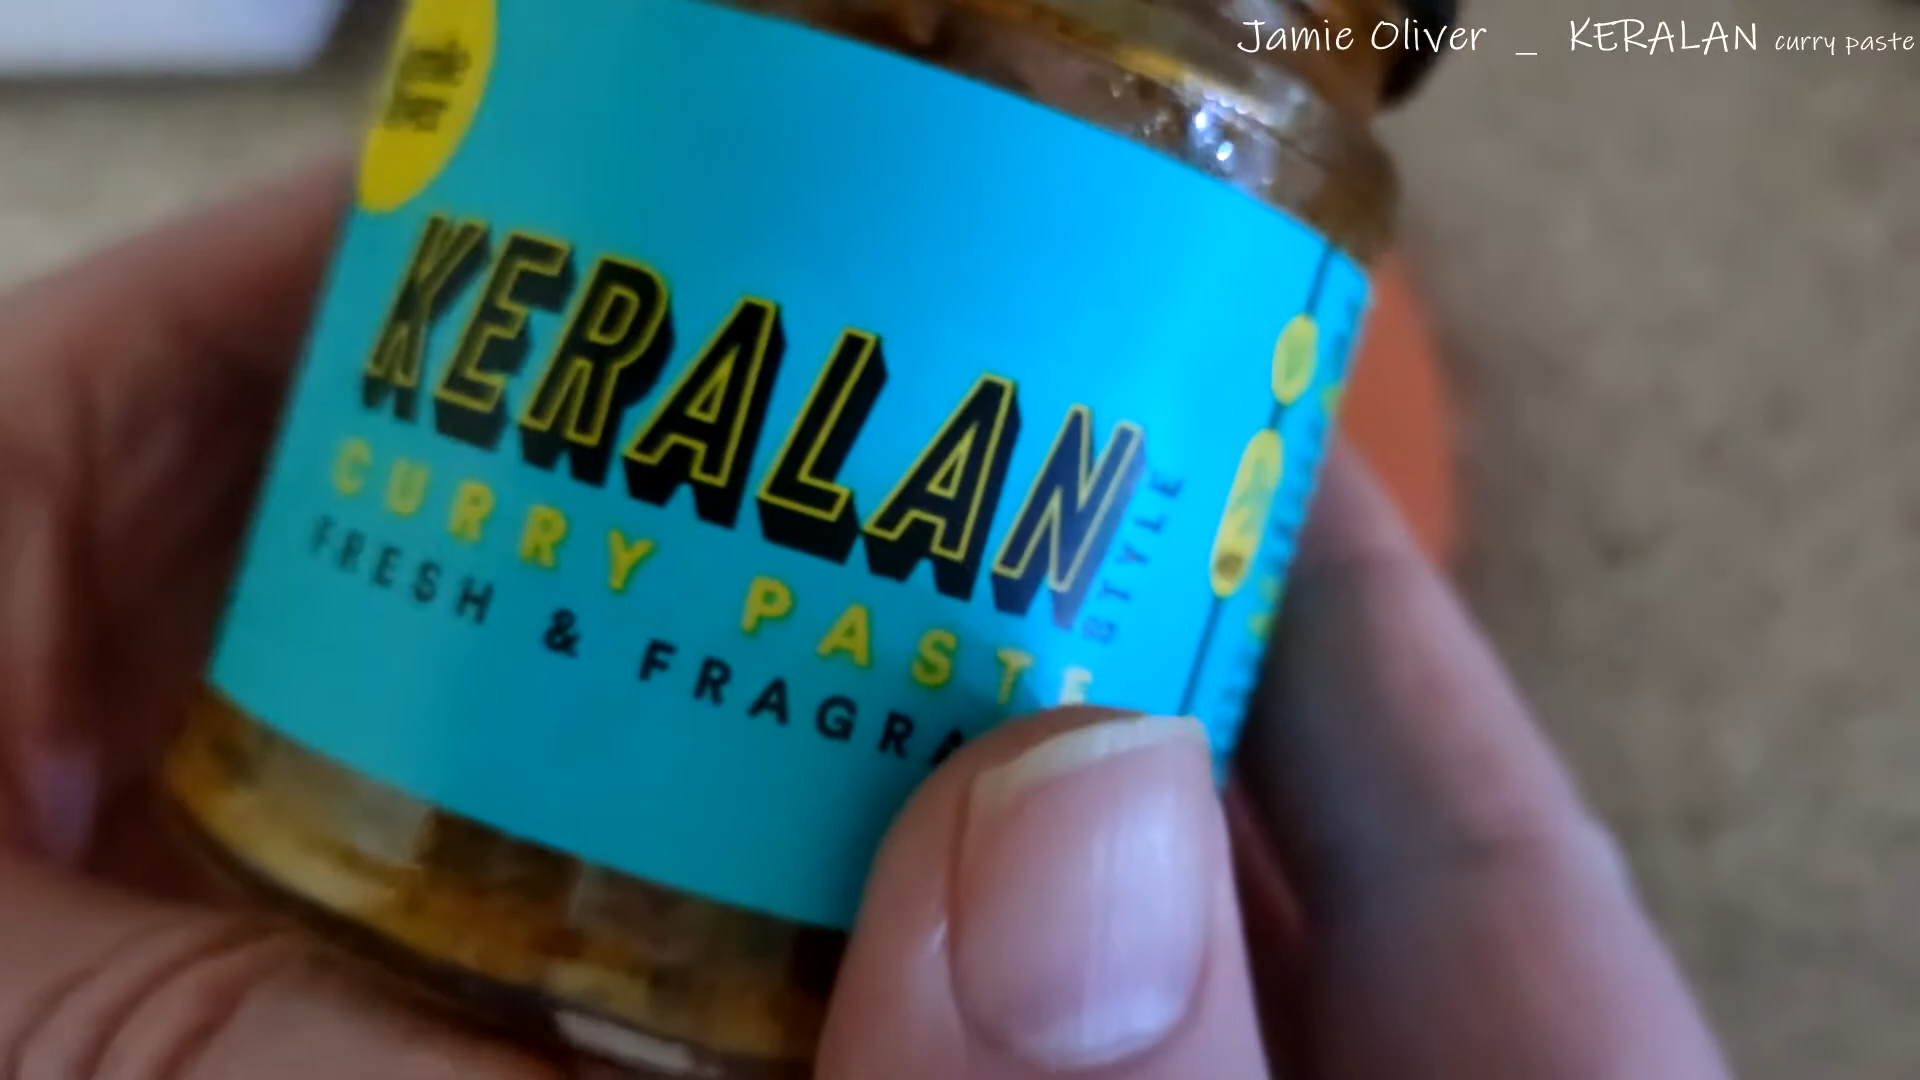 Jamie Oliver _ KERALAN curry paste
KERALAN
STYLE
CURRY PASTE
FRESH & FRAGRA